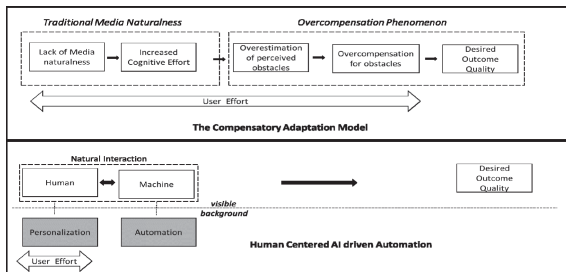 Traditional Media Naturalness
Overcompensation Phenomenon
Lack of Media
naturalness
Increased
Cognitive Effort
Overestimation
of perceived
obstacles
Overcompensation
for obstacles
Desired
Outcome
Quality
User Effort
The Compensatory Adaptation Model
Natural Interaction
Human
Machine
Desired
Outcome
Quality
visible
background
Personalization
Automation
Human Centered AI driven Automation
User Effort